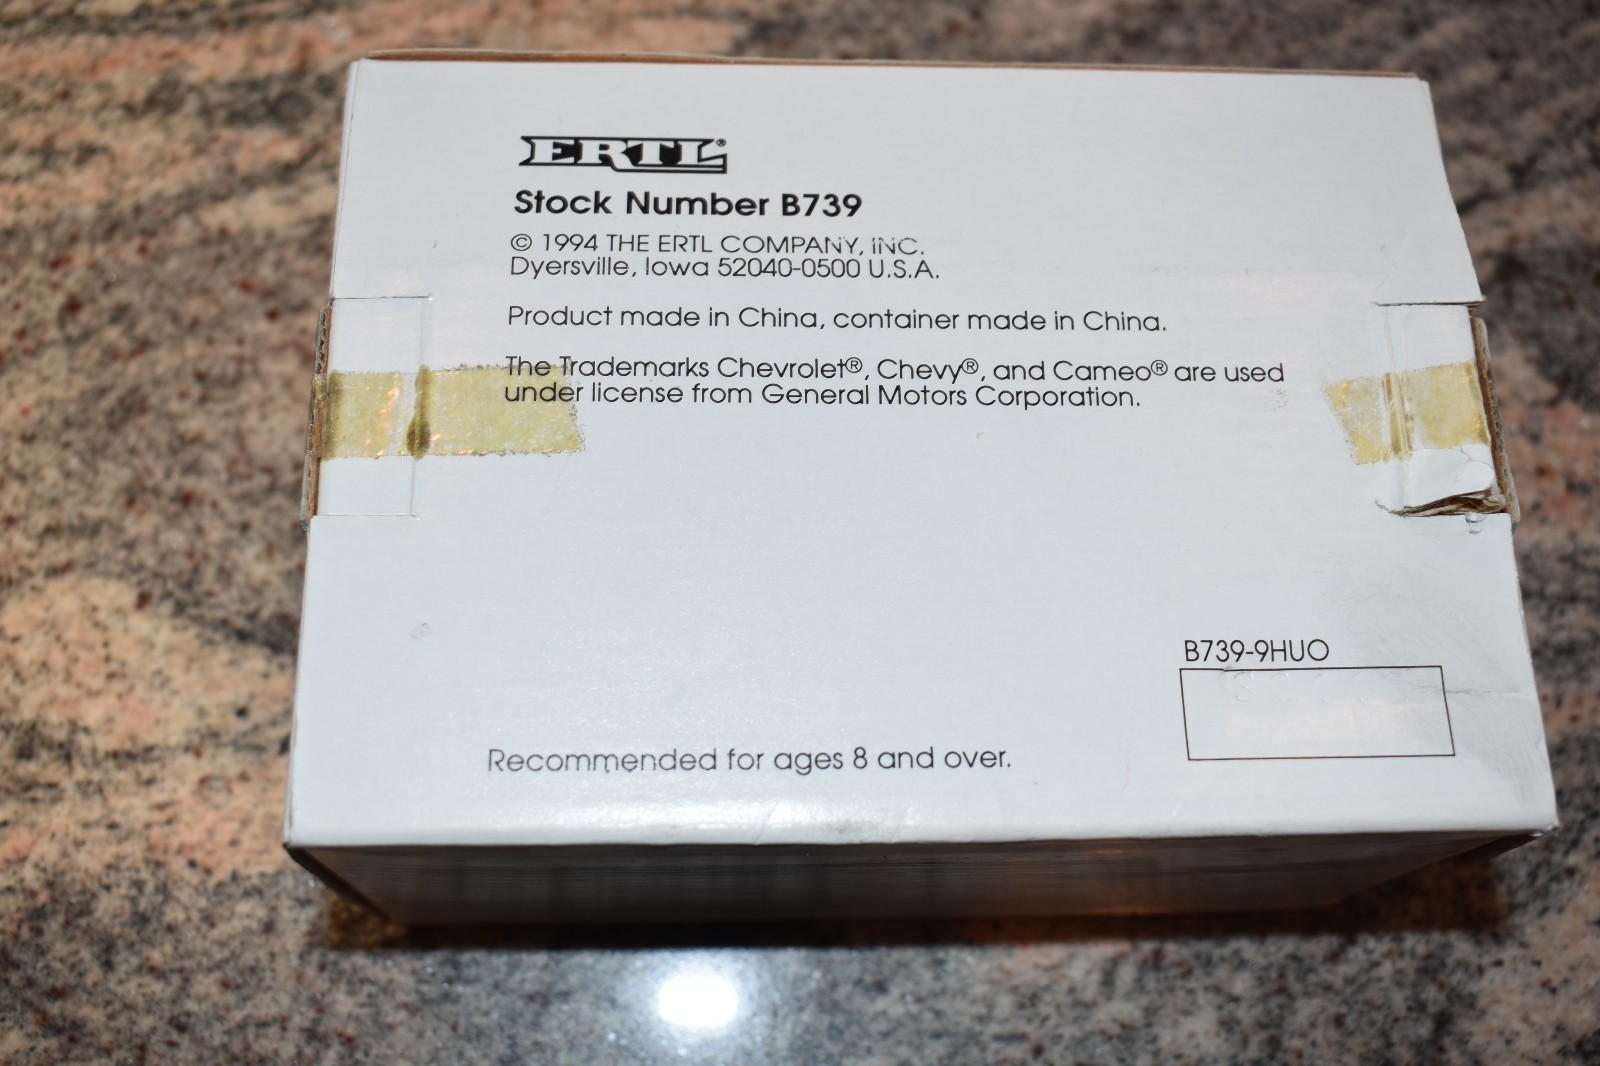 ERTL®
Stock Number B739
© 1994 THE ERTL COMPANY, INC.
Dyersville, Iowa 52040-0500 U.S.A.
Product made in China, container made in China.
The Trademarks Chevrolet®, Chevy®, and Cameo® are used
under license from General Motors Corporation.
B739-9HUO
Recommended for ages 8 and over.